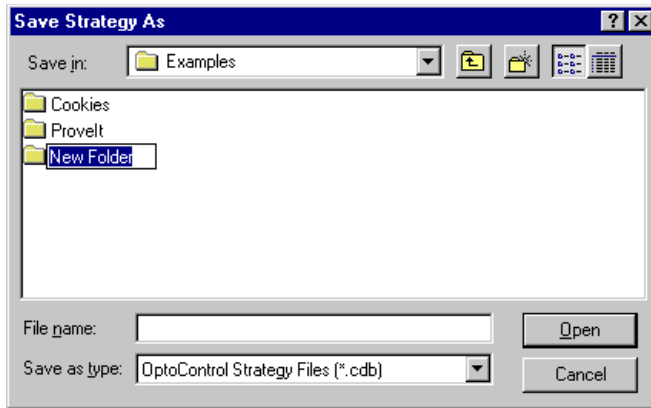 Save Strategy As
Save in: Examples
Cookies
ProveIt
New Folder
File name: Open
Save as type: OptoControl Strategy Files (*.cdb) Cancel